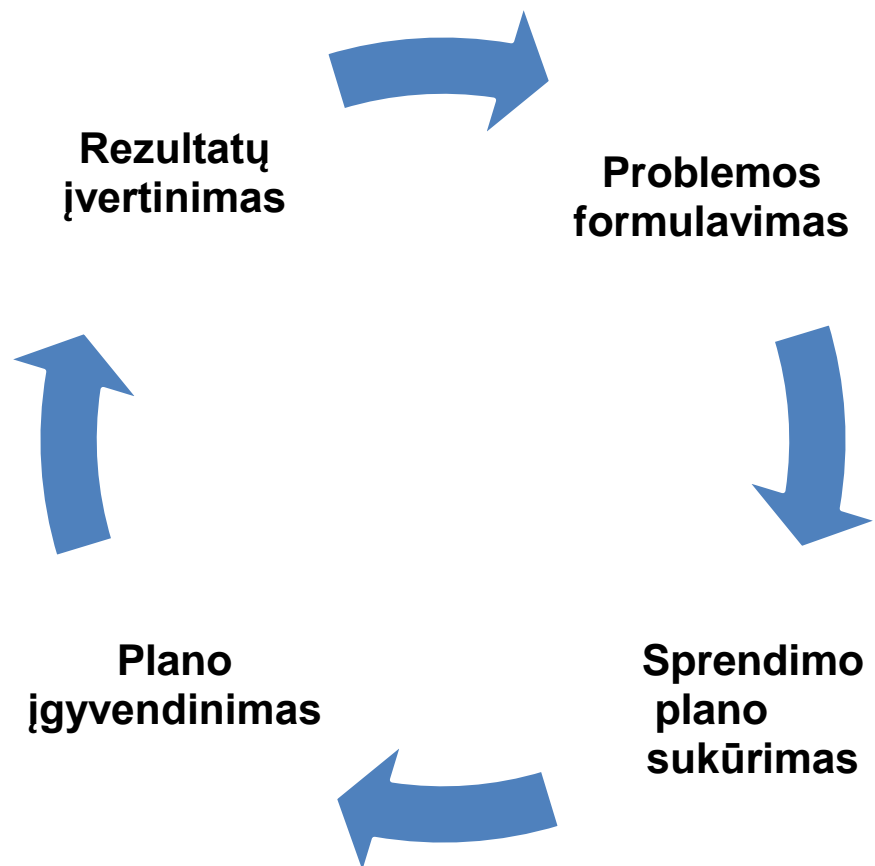 Rezultatų
įvertinimas
Problemos
formulavimas
Plano
įgyvendinimas
Sprendimo
plano
sukūrimas